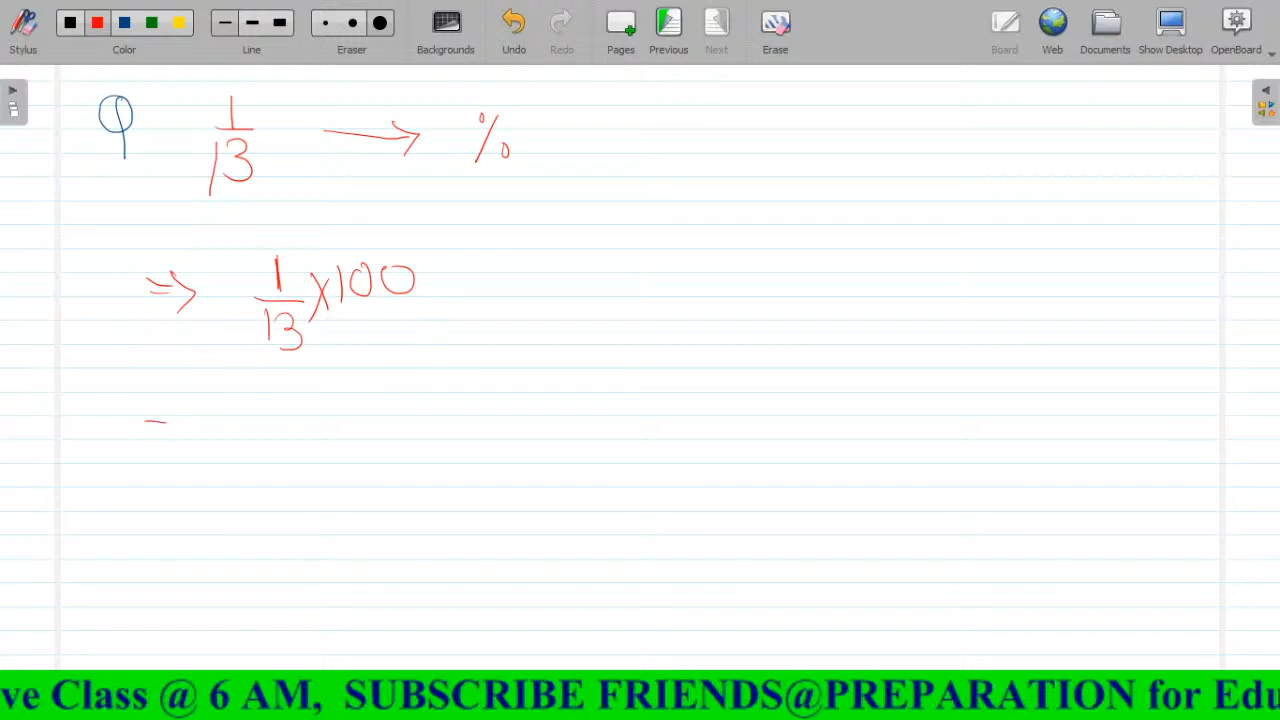 Stylus Color Line Eraser Backgrounds Undo Redo Pages Previous Next Erase Board Web Documents Show Desktop OpenBoard
Q 1/13 → %
⇒ 1/13 × 100
ve Class @ 6 AM, SUBSCRIBE FRIENDS@PREPARATION for Edu